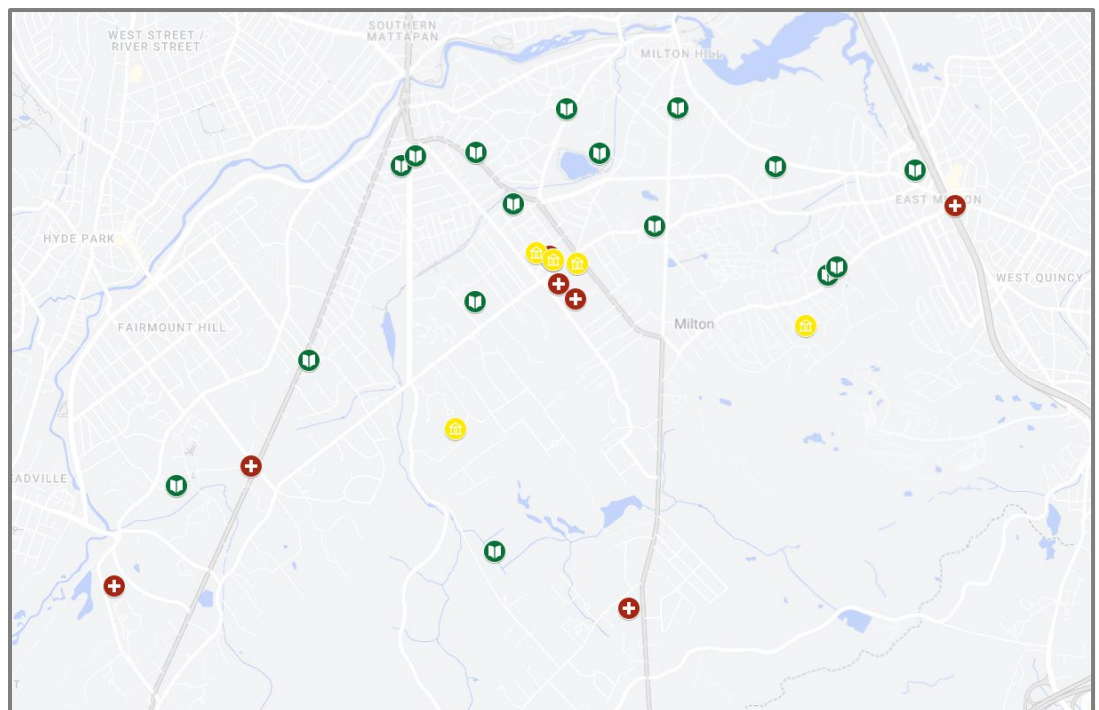 WEST STREET /
RIVER STREET
SOUTHERN
MATTAPAN
MILTON HILL
HYDE PARK
EAST
WEST QUINCY
FAIRMOUNT HILL
Milton
EADVILLE
T